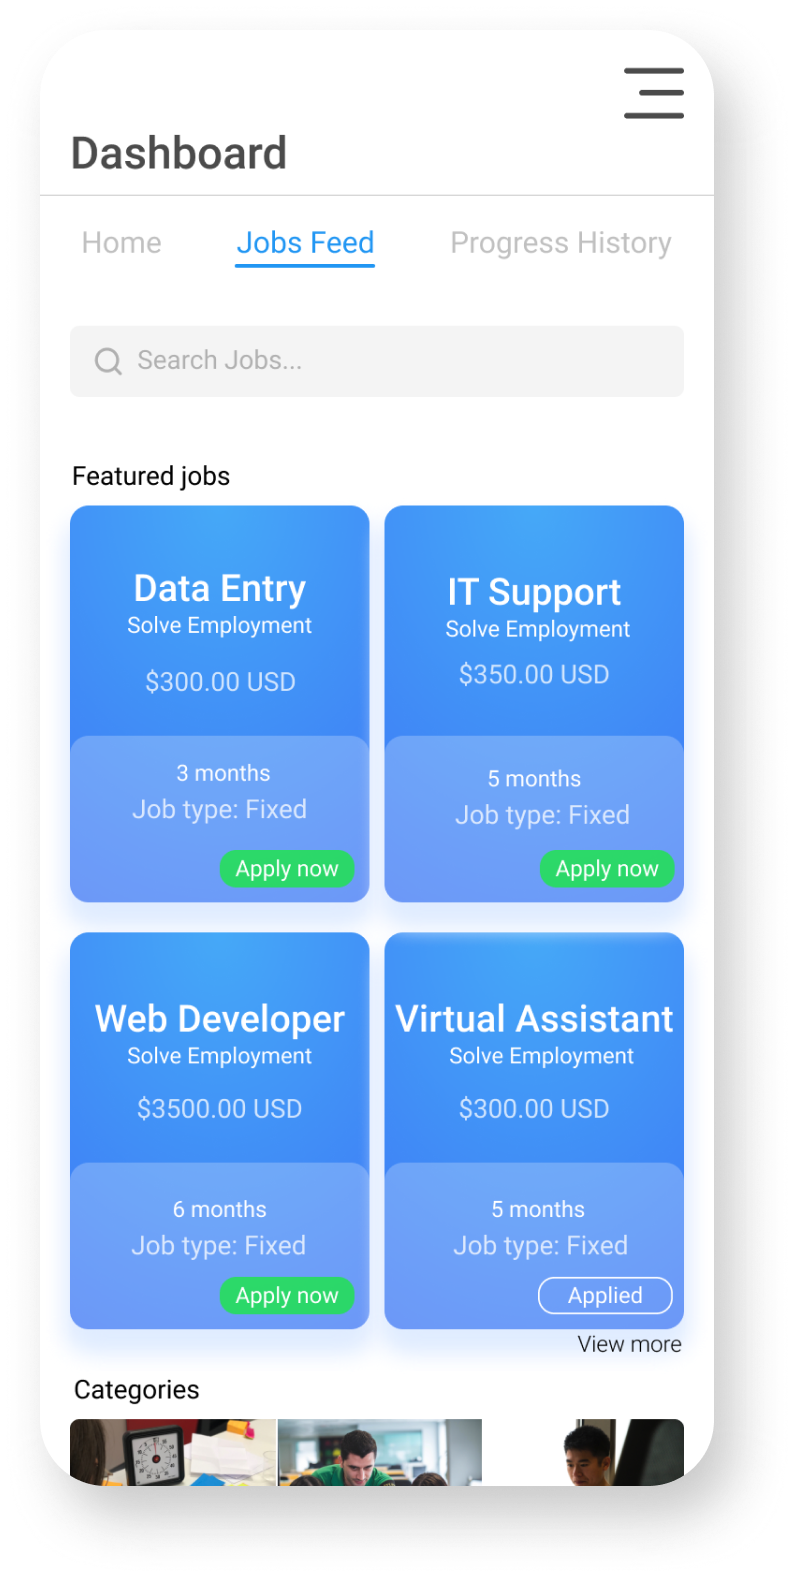 Dashboard
Home
Jobs Feed
Progress History
Search Jobs...
Featured jobs
Data Entry
Solve Employment
$300.00 USD
3 months
Job type: Fixed
Apply now
IT Support
Solve Employment
$350.00 USD
5 months
Job type: Fixed
Apply now
Web Developer
Solve Employment
$3500.00 USD
6 months
Job type: Fixed
Apply now
Virtual Assistant
Solve Employment
$300.00 USD
5 months
Job type: Fixed
Applied
View more
Categories